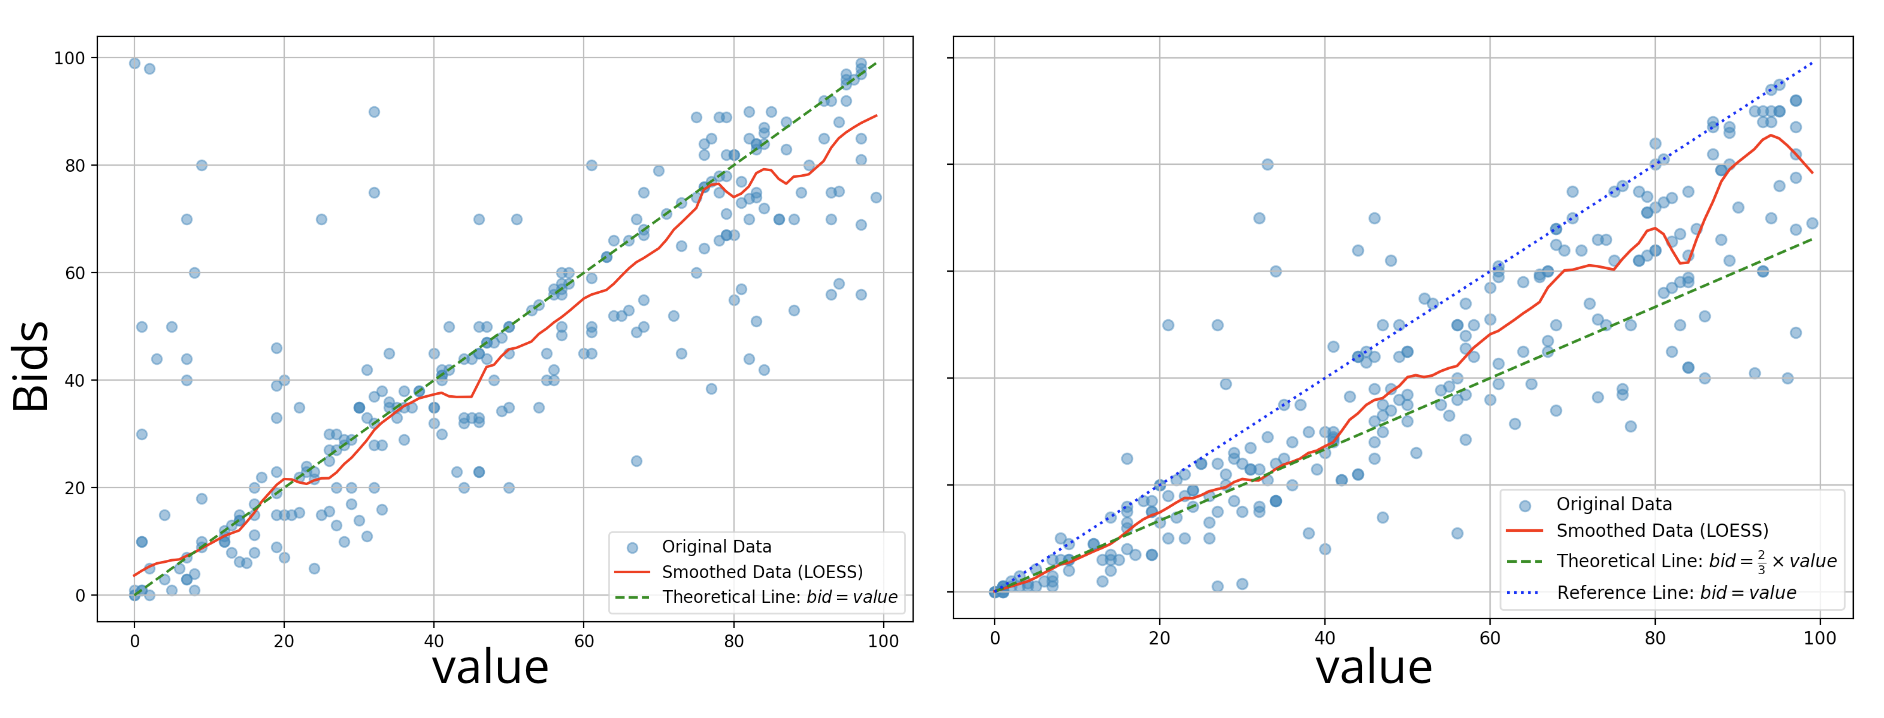 Bids
100
80
60
40
20
0
0 20 40 60 80 100
value
Original Data
Smoothed Data (LOESS)
Theoretical Line: bid = value
0 20 40 60 80 100
value
Original Data
Smoothed Data (LOESS)
Theoretical Line: bid = 2/3 × value
Reference Line: bid = value